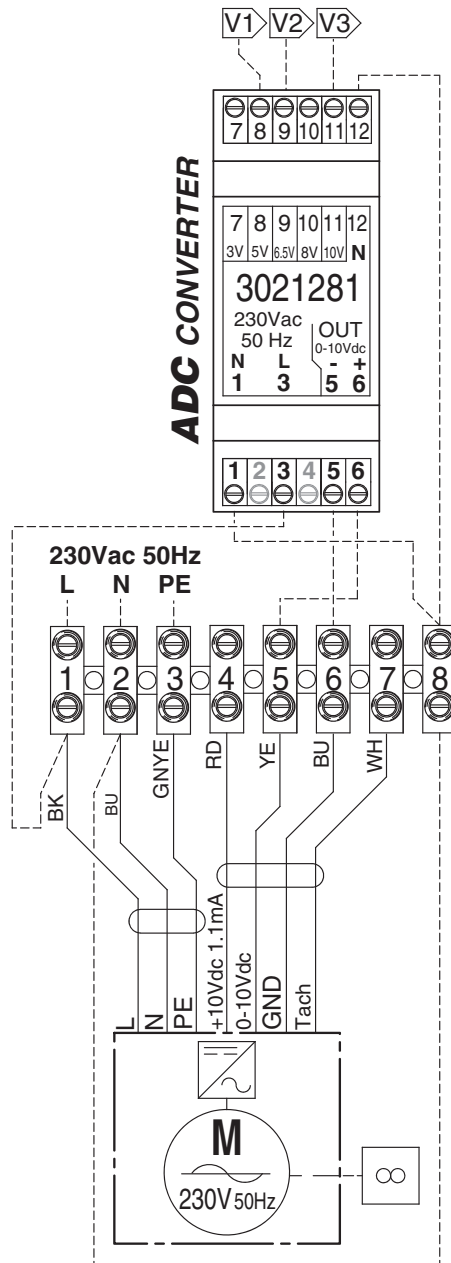 V1 V2 V3
7 8 9 10 11 12
ADC CONVERTER
7 8 9 10 11 12
3V 5V 6.5V 8V 10V N
3021281
230Vac
50 Hz
OUT
0-10Vdc
N L - +
1 3 5 6
1 2 3 4 5 6
230Vac 50Hz
L N PE
1 2 3 4 5 6 7 8
BK BU GNYE RD YE BU WH
L N PE +10Vdc 1.1mA 0-10Vdc GND Tach
M
230V 50Hz
8